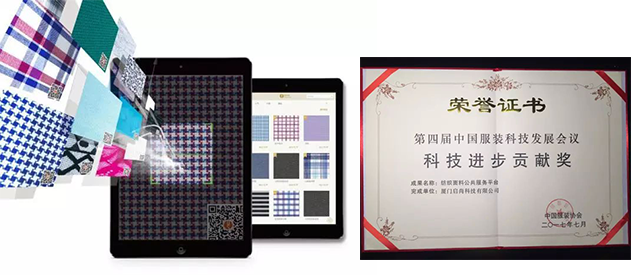 荣誉证书
第四届中国服装科技发展会议
科技进步贡献奖
成果名称：纺织面料公共服务平台
完成单位：厦门启尚科技有限公司
中国服装协会
二〇一七年七月